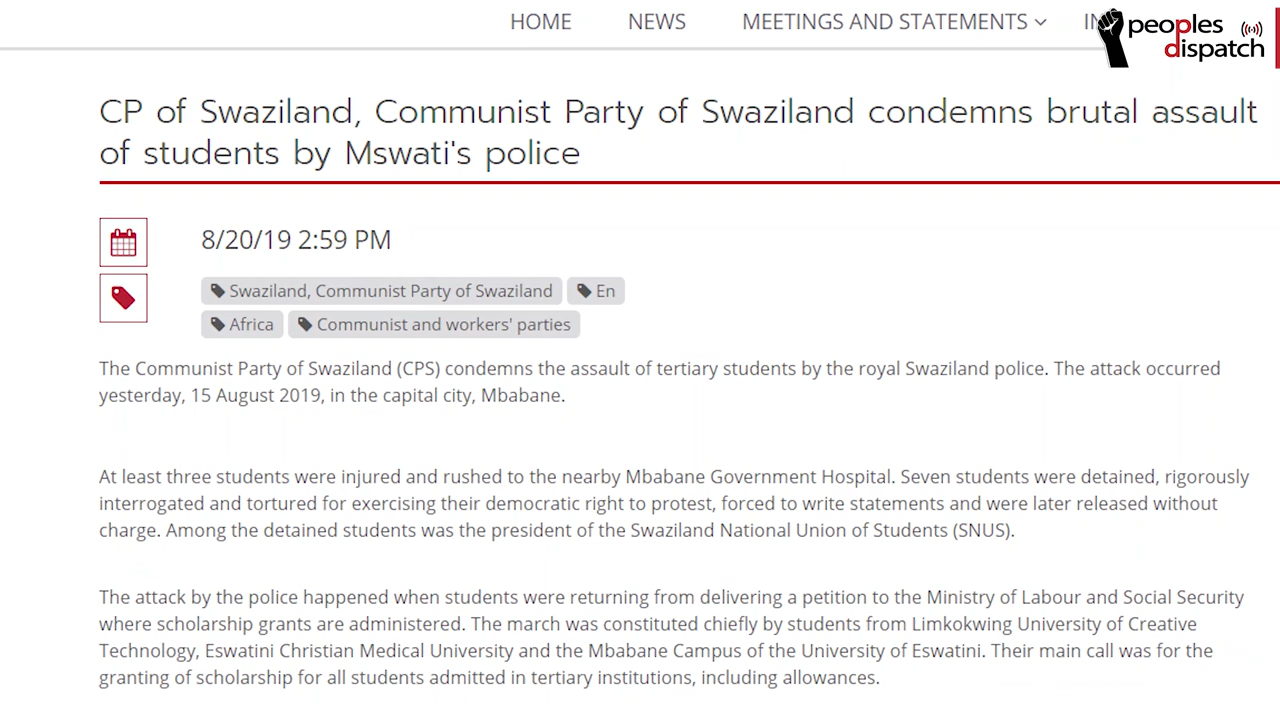 HOME NEWS MEETINGS AND STATEMENTS
peoples
dispatch
CP of Swaziland, Communist Party of Swaziland condemns brutal assault
of students by Mswati's police
8/20/19 2:59 PM
Swaziland, Communist Party of Swaziland En
Africa Communist and workers' parties
The Communist Party of Swaziland (CPS) condemns the assault of tertiary students by the royal Swaziland police. The attack occurred
yesterday, 15 August 2019, in the capital city, Mbabane.
At least three students were injured and rushed to the nearby Mbabane Government Hospital. Seven students were detained, rigorously
interrogated and tortured for exercising their democratic right to protest, forced to write statements and were later released without
charge. Among the detained students was the president of the Swaziland National Union of Students (SNUS).
The attack by the police happened when students were returning from delivering a petition to the Ministry of Labour and Social Security
where scholarship grants are administered. The march was constituted chiefly by students from Limkokwing University of Creative
Technology, Eswatini Christian Medical University and the Mbabane Campus of the University of Eswatini. Their main call was for the
granting of scholarship for all students admitted in tertiary institutions, including allowances.